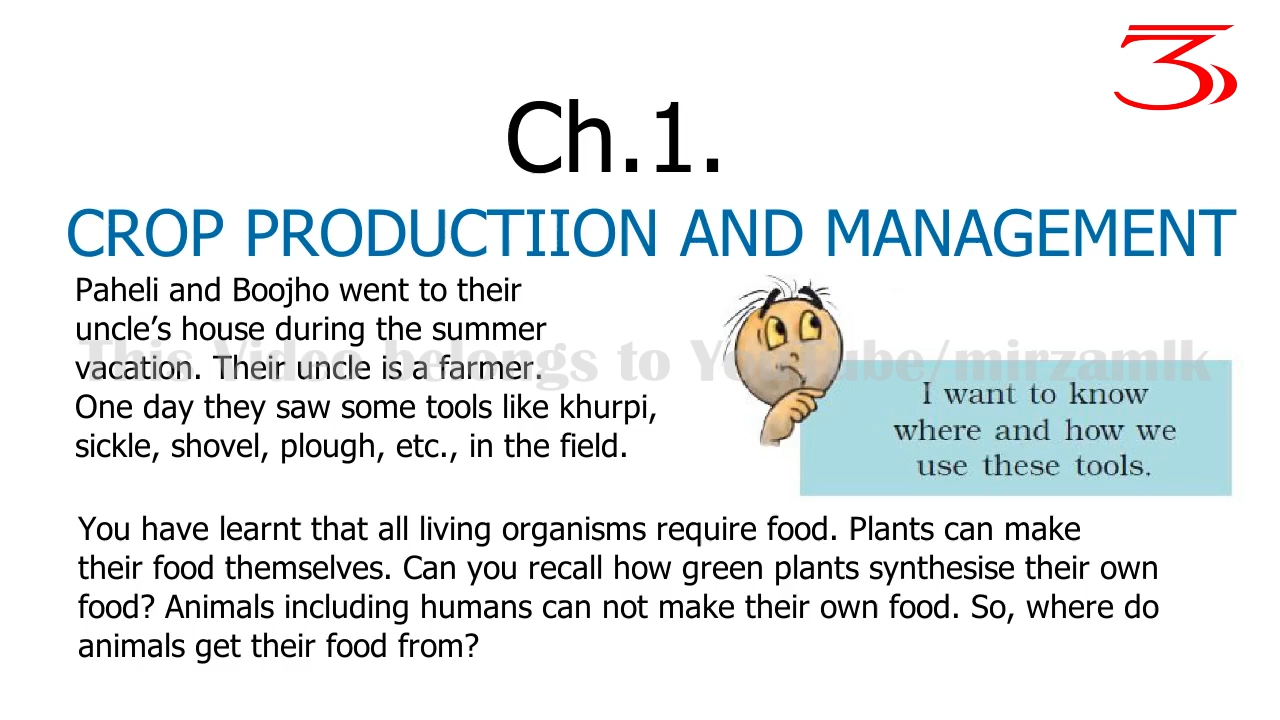 Ch.1.
CROP PRODUCTIION AND MANAGEMENT
Paheli and Boojho went to their
uncle’s house during the summer
vacation. Their uncle is a farmer.
One day they saw some tools like khurpi,
sickle, shovel, plough, etc., in the field.
This Video belongs to YouTube/mirzamlk
I want to know
where and how we
use these tools.
You have learnt that all living organisms require food. Plants can make
their food themselves. Can you recall how green plants synthesise their own
food? Animals including humans can not make their own food. So, where do
animals get their food from?